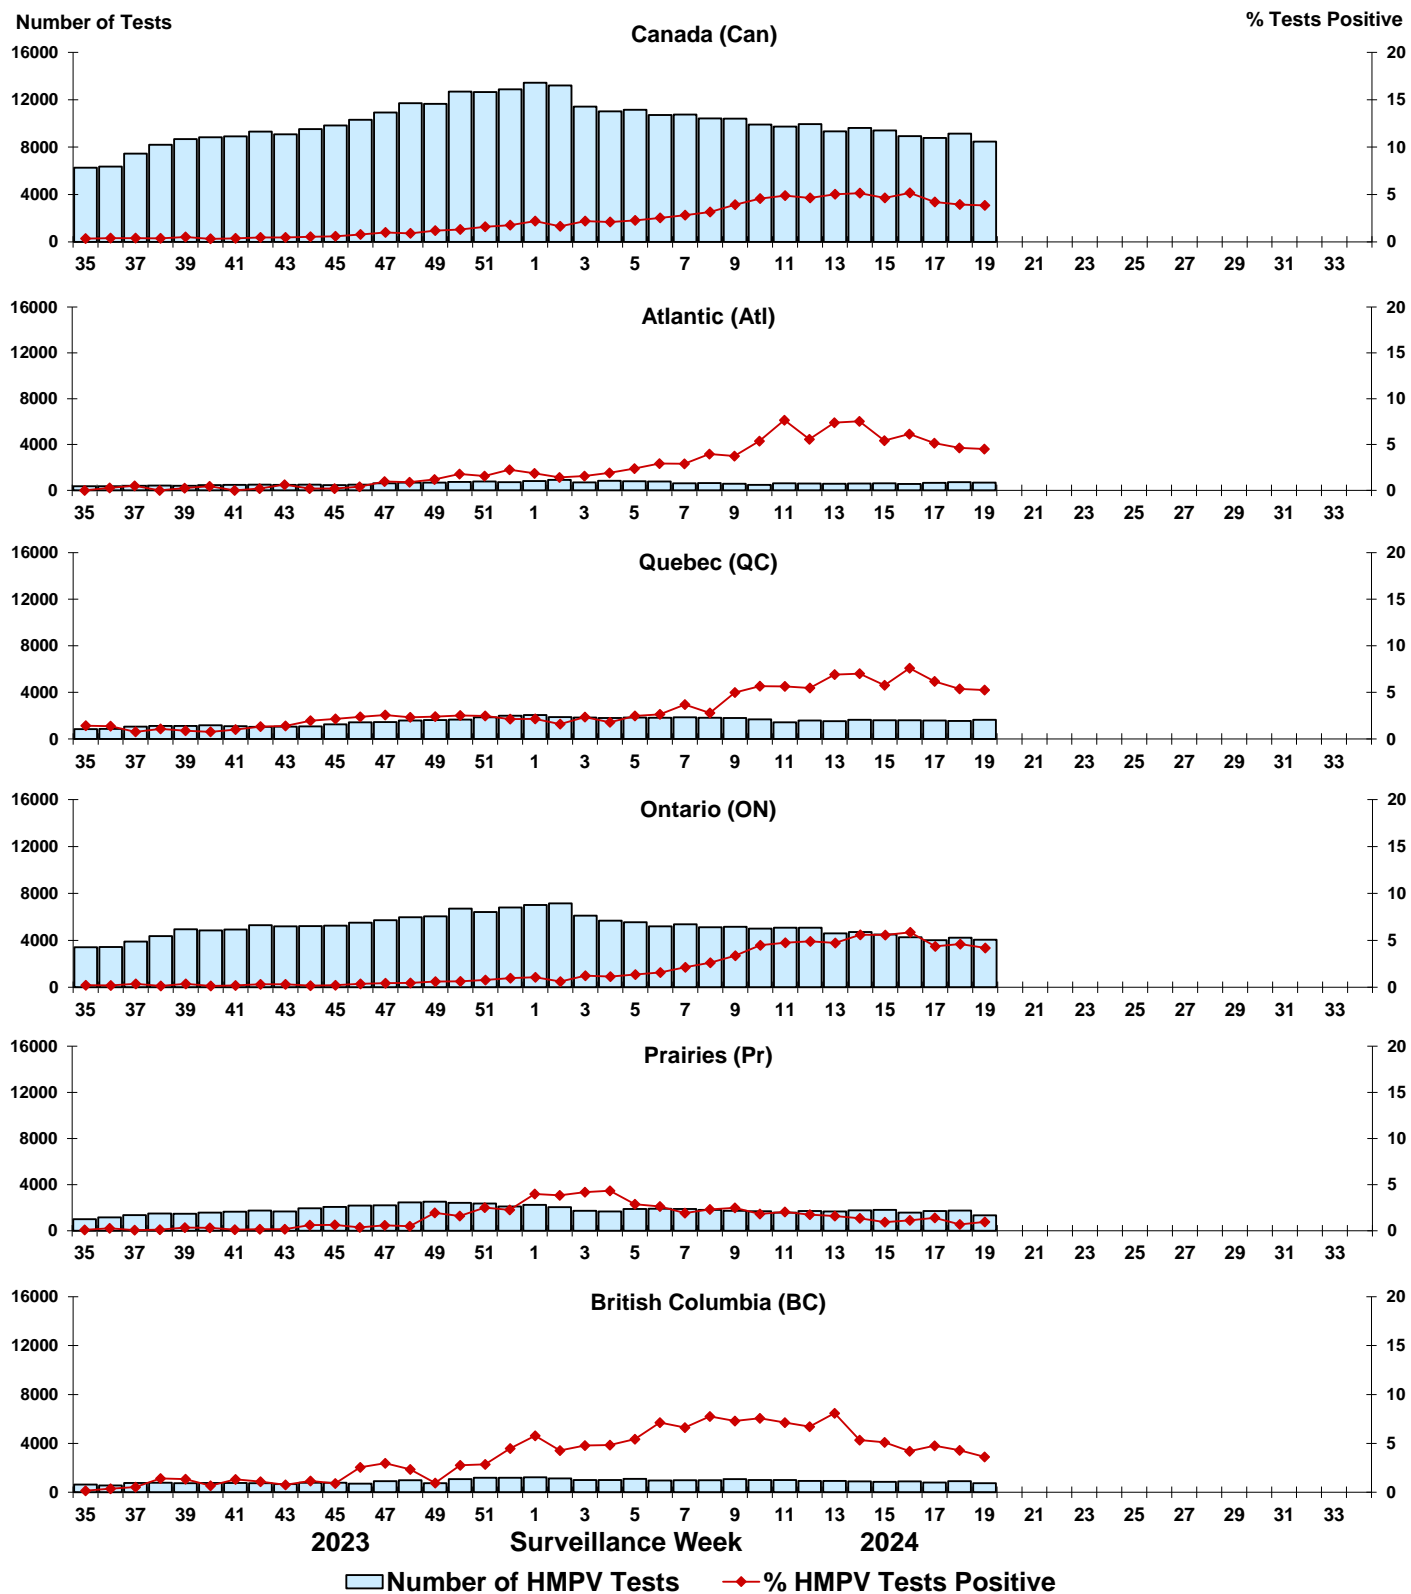 Number of Tests
% Tests Positive
Canada (Can)
16000 20
12000 15
8000 10
4000 5
0 0
35 37 39 41 43 45 47 49 51 1 3 5 7 9 11 13 15 17 19 21 23 25 27 29 31 33
Atlantic (Atl)
16000 20
12000 15
8000 10
4000 5
0 0
35 37 39 41 43 45 47 49 51 1 3 5 7 9 11 13 15 17 19 21 23 25 27 29 31 33
Quebec (QC)
16000 20
12000 15
8000 10
4000 5
0 0
35 37 39 41 43 45 47 49 51 1 3 5 7 9 11 13 15 17 19 21 23 25 27 29 31 33
Ontario (ON)
16000 20
12000 15
8000 10
4000 5
0 0
35 37 39 41 43 45 47 49 51 1 3 5 7 9 11 13 15 17 19 21 23 25 27 29 31 33
Prairies (Pr)
16000 20
12000 15
8000 10
4000 5
0 0
35 37 39 41 43 45 47 49 51 1 3 5 7 9 11 13 15 17 19 21 23 25 27 29 31 33
British Columbia (BC)
16000 20
12000 15
8000 10
4000 5
0 0
35 37 39 41 43 45 47 49 51 1 3 5 7 9 11 13 15 17 19 21 23 25 27 29 31 33
2023 Surveillance Week 2024
Number of HMPV Tests % HMPV Tests Positive